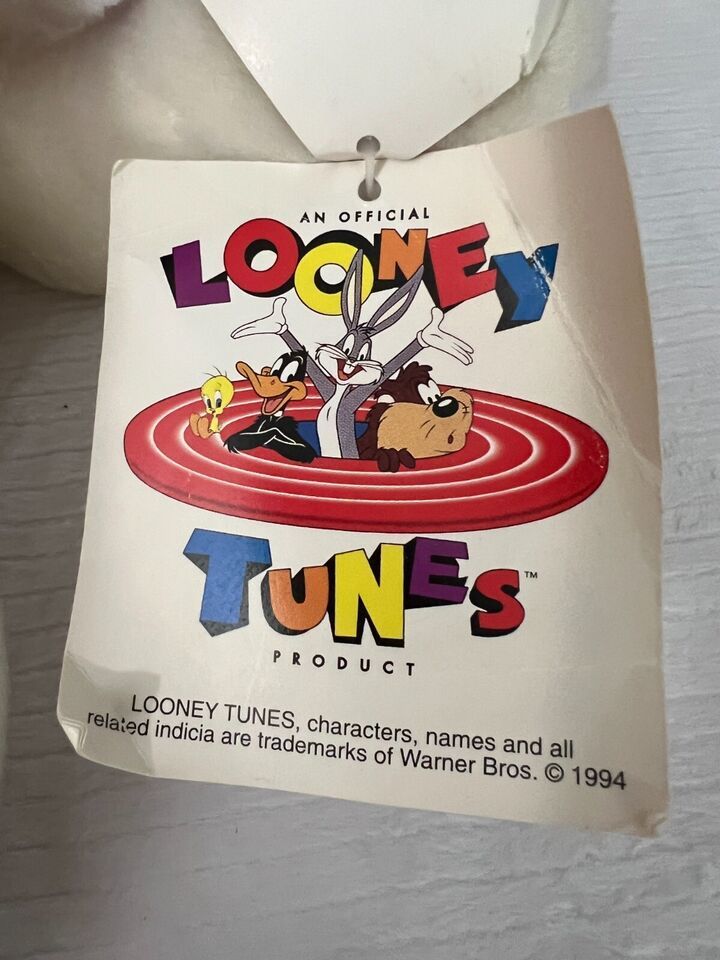 AN OFFICIAL
LOONEY
TUNES™
PRODUCT
LOONEY TUNES, characters, names and all
related indicia are trademarks of Warner Bros. © 1994